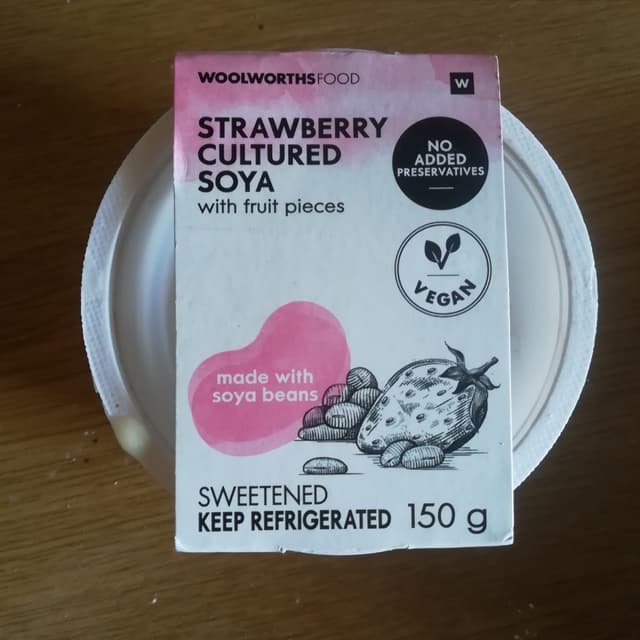 WOOLWORTHSFOOD
W
STRAWBERRY
CULTURED
SOYA
with fruit pieces
NO
ADDED
PRESERVATIVES
VEGAN
made with
soya beans
SWEETENED
KEEP REFRIGERATED 150 g